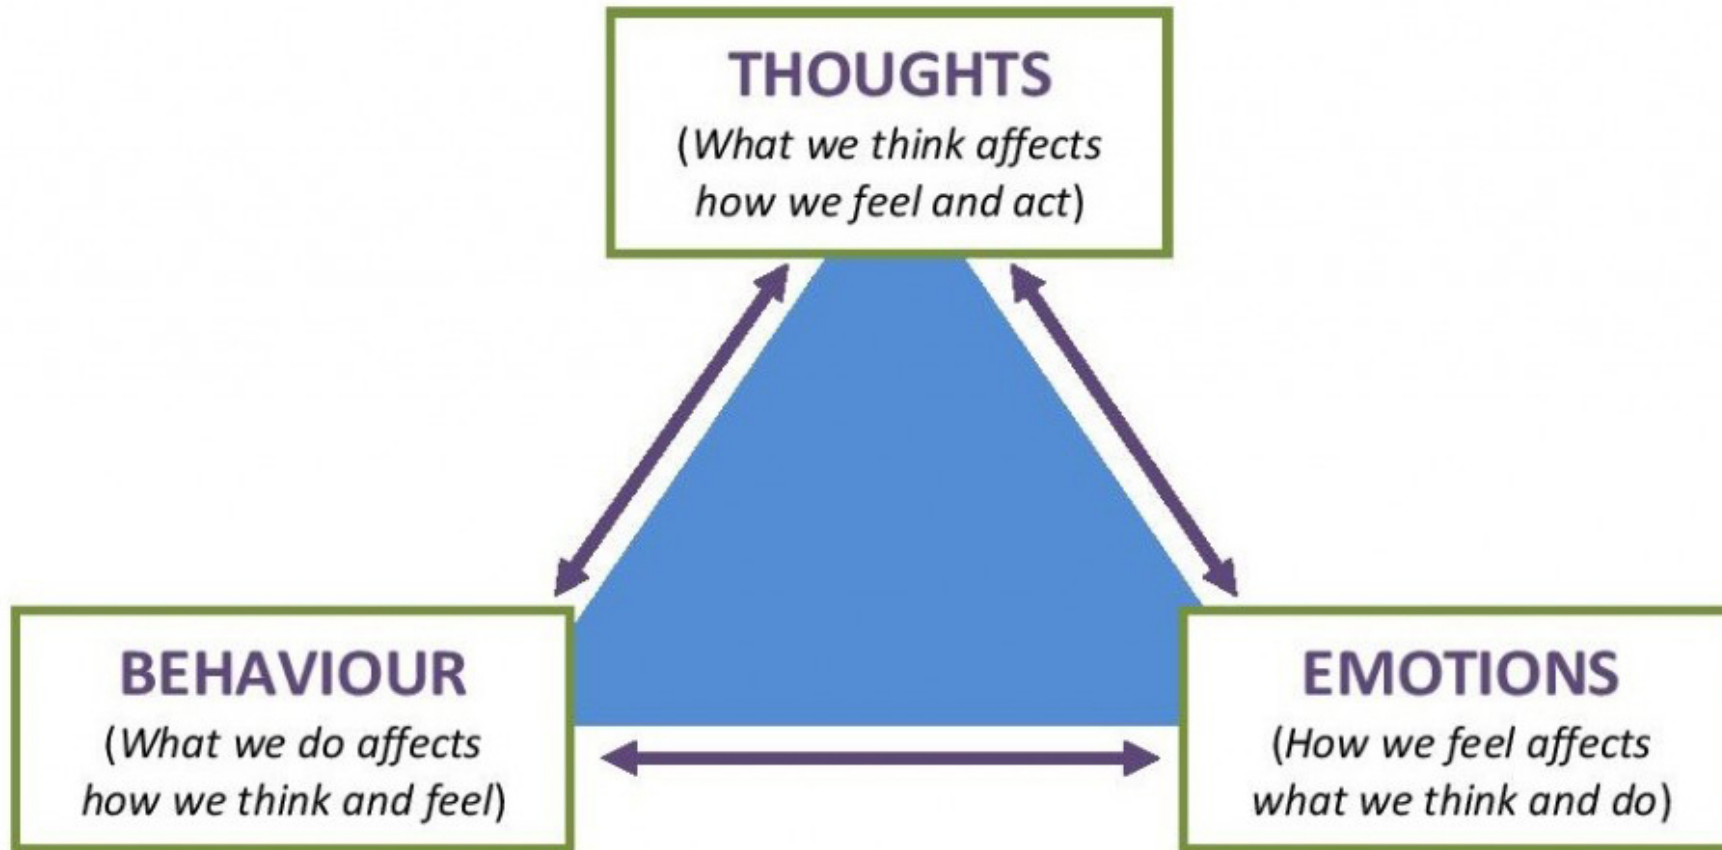 THOUGHTS
(What we think affects
how we feel and act)
BEHAVIOUR
(What we do affects
how we think and feel)
EMOTIONS
(How we feel affects
what we think and do)